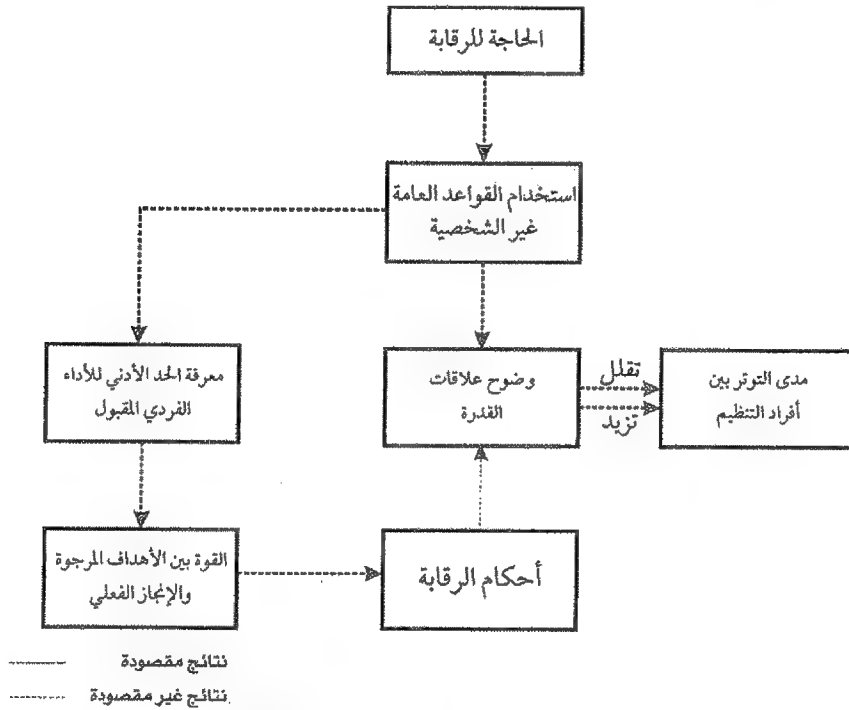 الحاجة للرقابة
استخدام القواعد العامة
غير الشخصية
معرفة الحد الأدني للأداء
الفردي المقبول
وضوح علاقات
القدرة
تقلل
تزيد
مدى التوتر بين
أفراد التنظيم
القوة بين الأهداف المرجوة
والإنجاز الفعلي
أحكام الرقابة
نتائج مقصودة
نتائج غير مقصودة